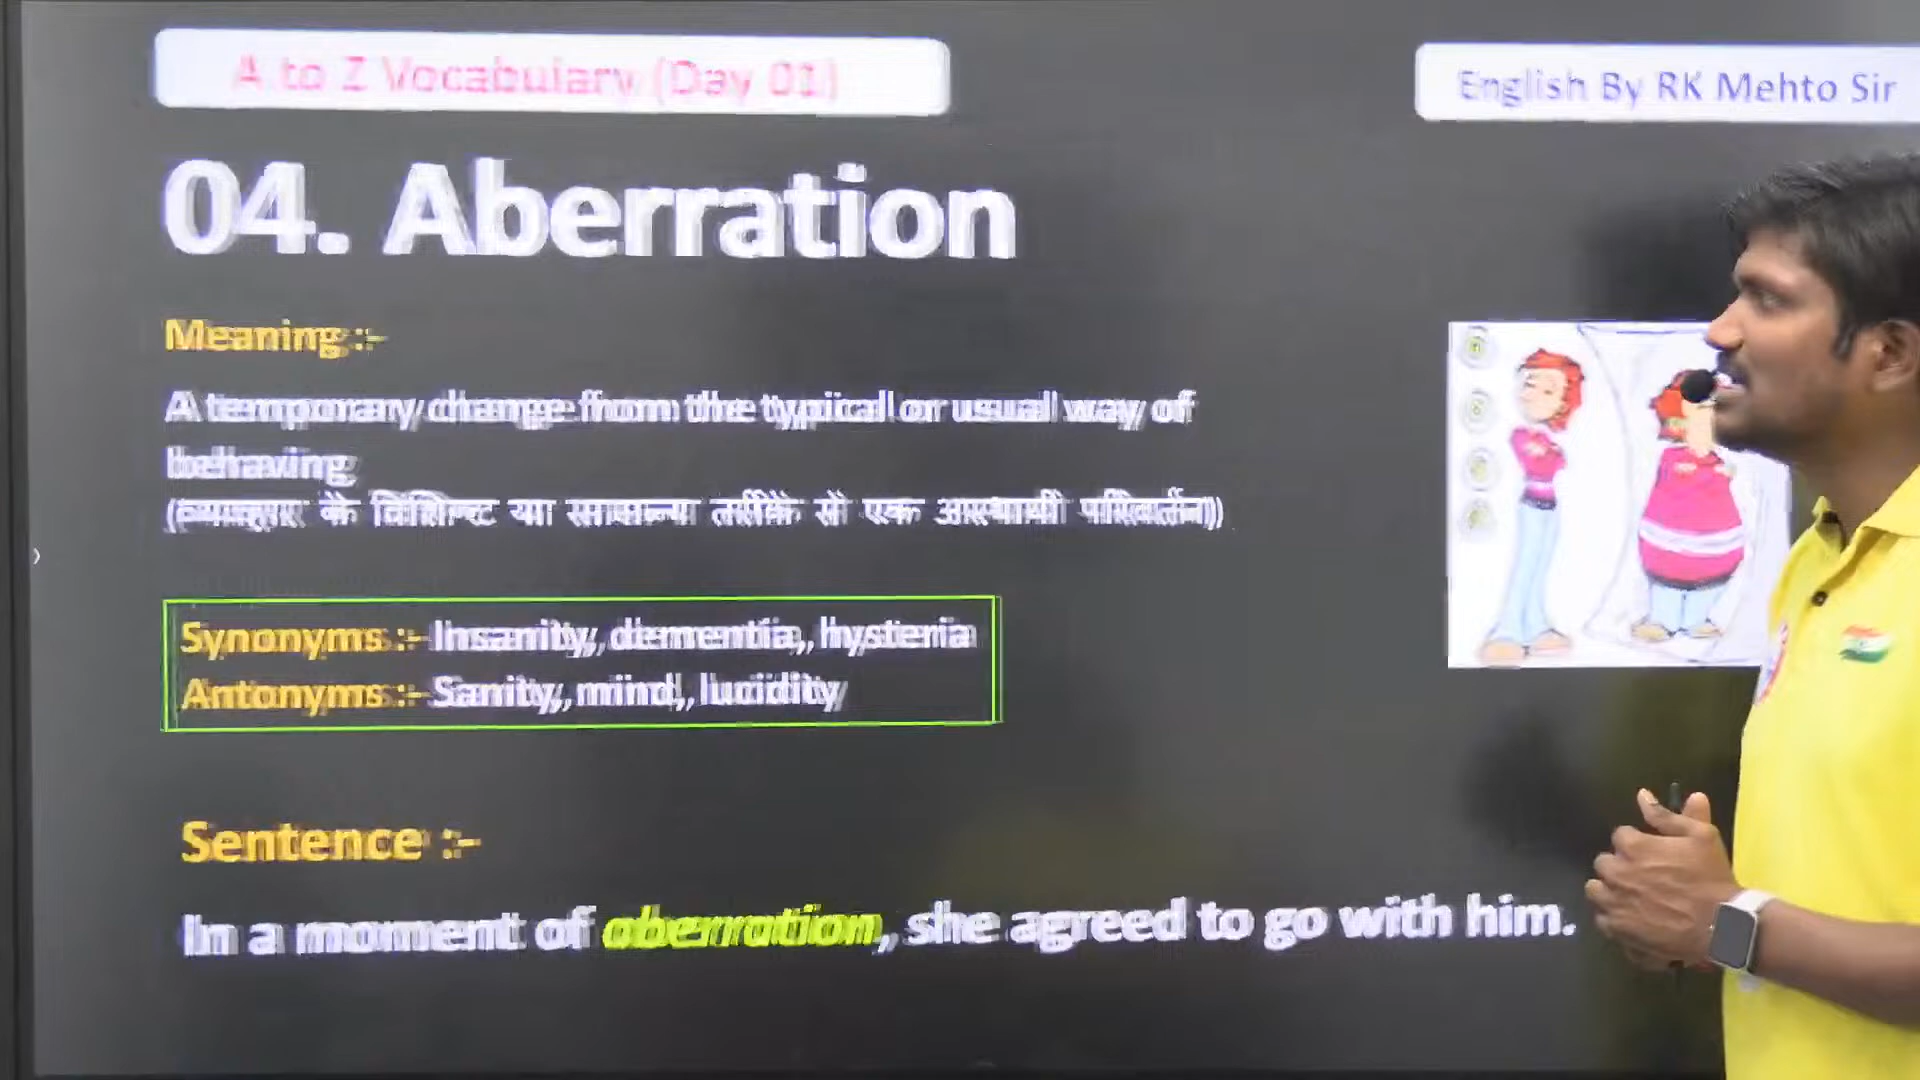 A to Z Vocabulary (Day 01)
English By RK Mehto Sir
04. Aberration
Meaning :-
A temporary change from the typical or usual way of
behaving
(व्यवहार के विशिष्ट या सामान्य तरीके से एक अस्थायी परिवर्तन)
Synonyms :- Insanity, dementia, hysteria
Antonyms :- Sanity, mind, lucidity
Sentence :-
In a moment of aberration, she agreed to go with him.